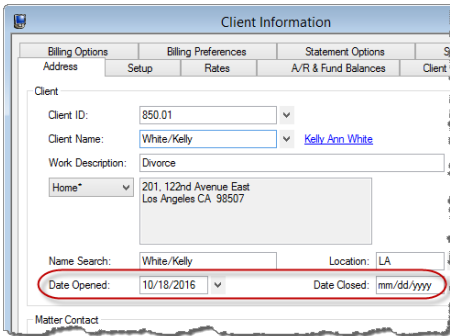 Client Information
Billing Options Billing Preferences Statement Options S
Address Setup Rates A/R & Fund Balances Client
Client
Client ID: 850.01
Client Name: White/Kelly Kelly Ann White
Work Description: Divorce
Home* 201, 122nd Avenue East
Los Angeles CA 98507
Name Search: White/Kelly Location: LA
Date Opened: 10/18/2016 Date Closed: mm/dd/yyyy
Matter Contact